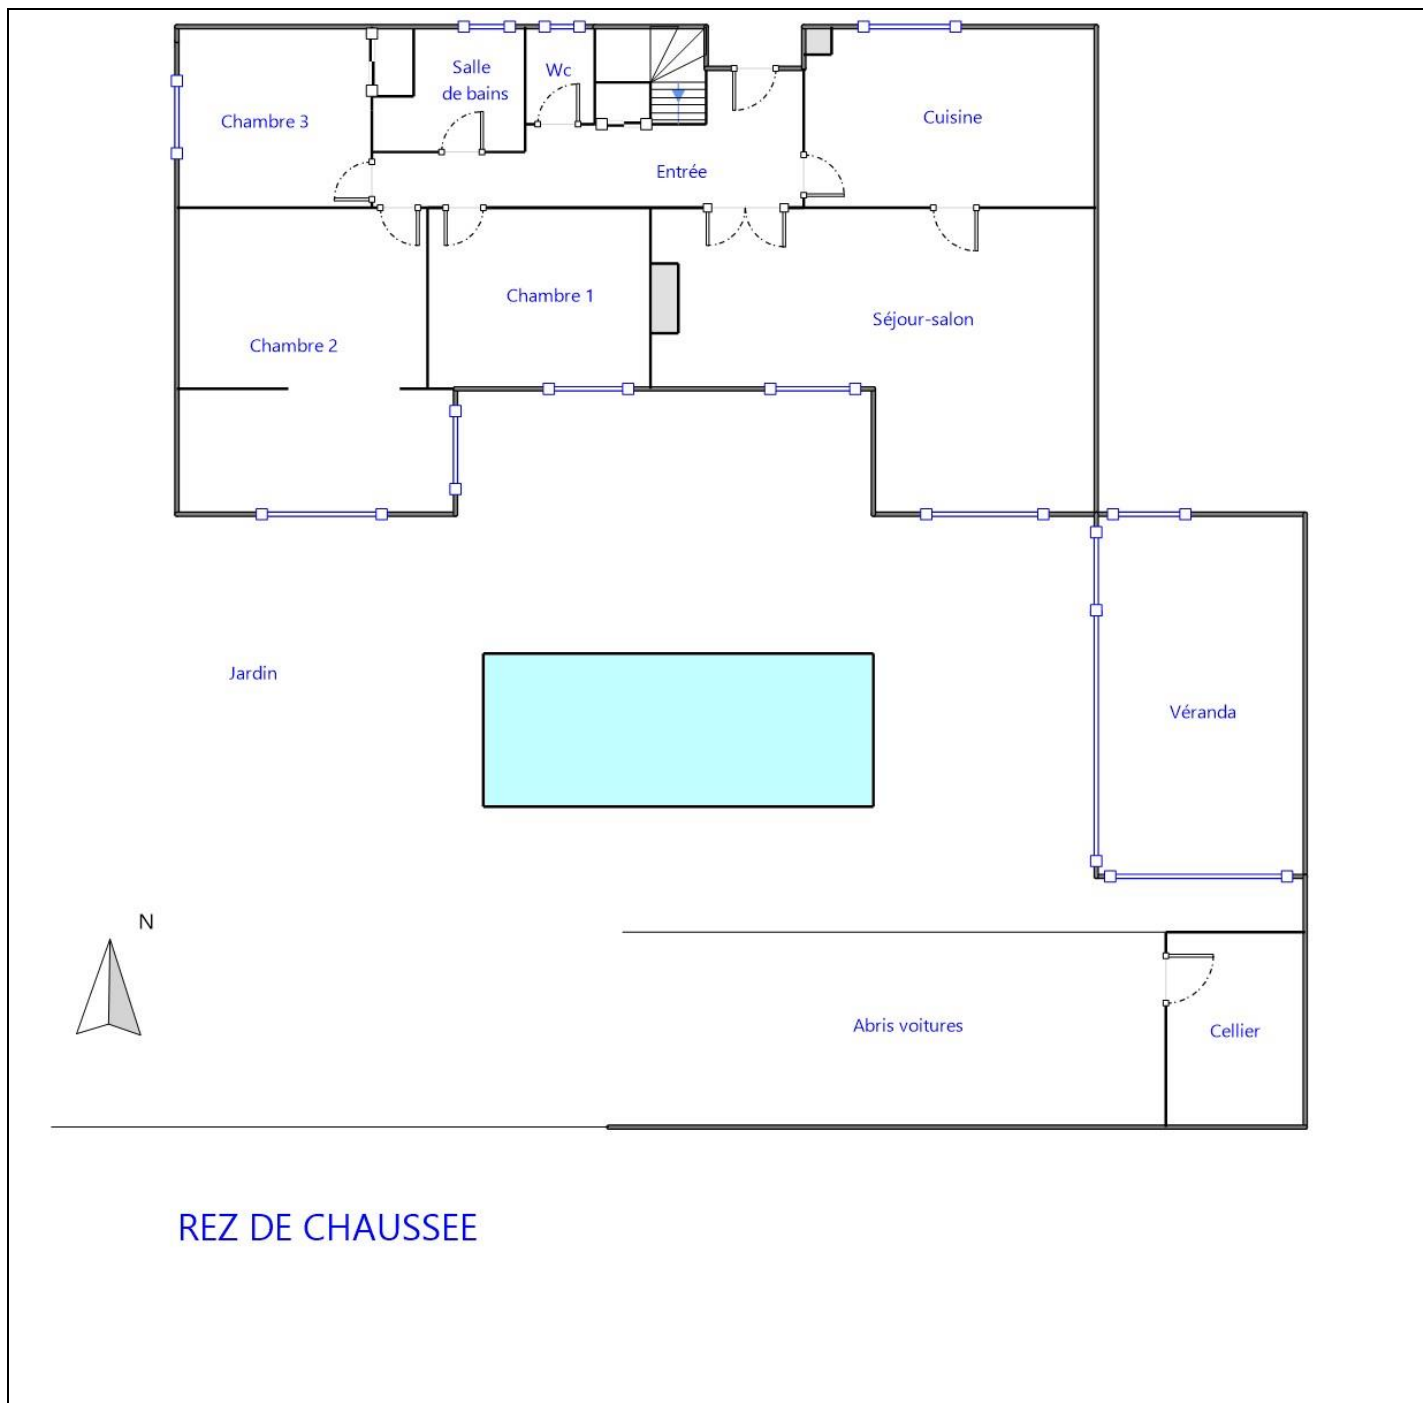 Salle
de bains
Wc
Chambre 3
Cuisine
Entrée
Chambre 1
Séjour-salon
Chambre 2
Jardin
Véranda
N
Abris voitures
Cellier
REZ DE CHAUSSEE